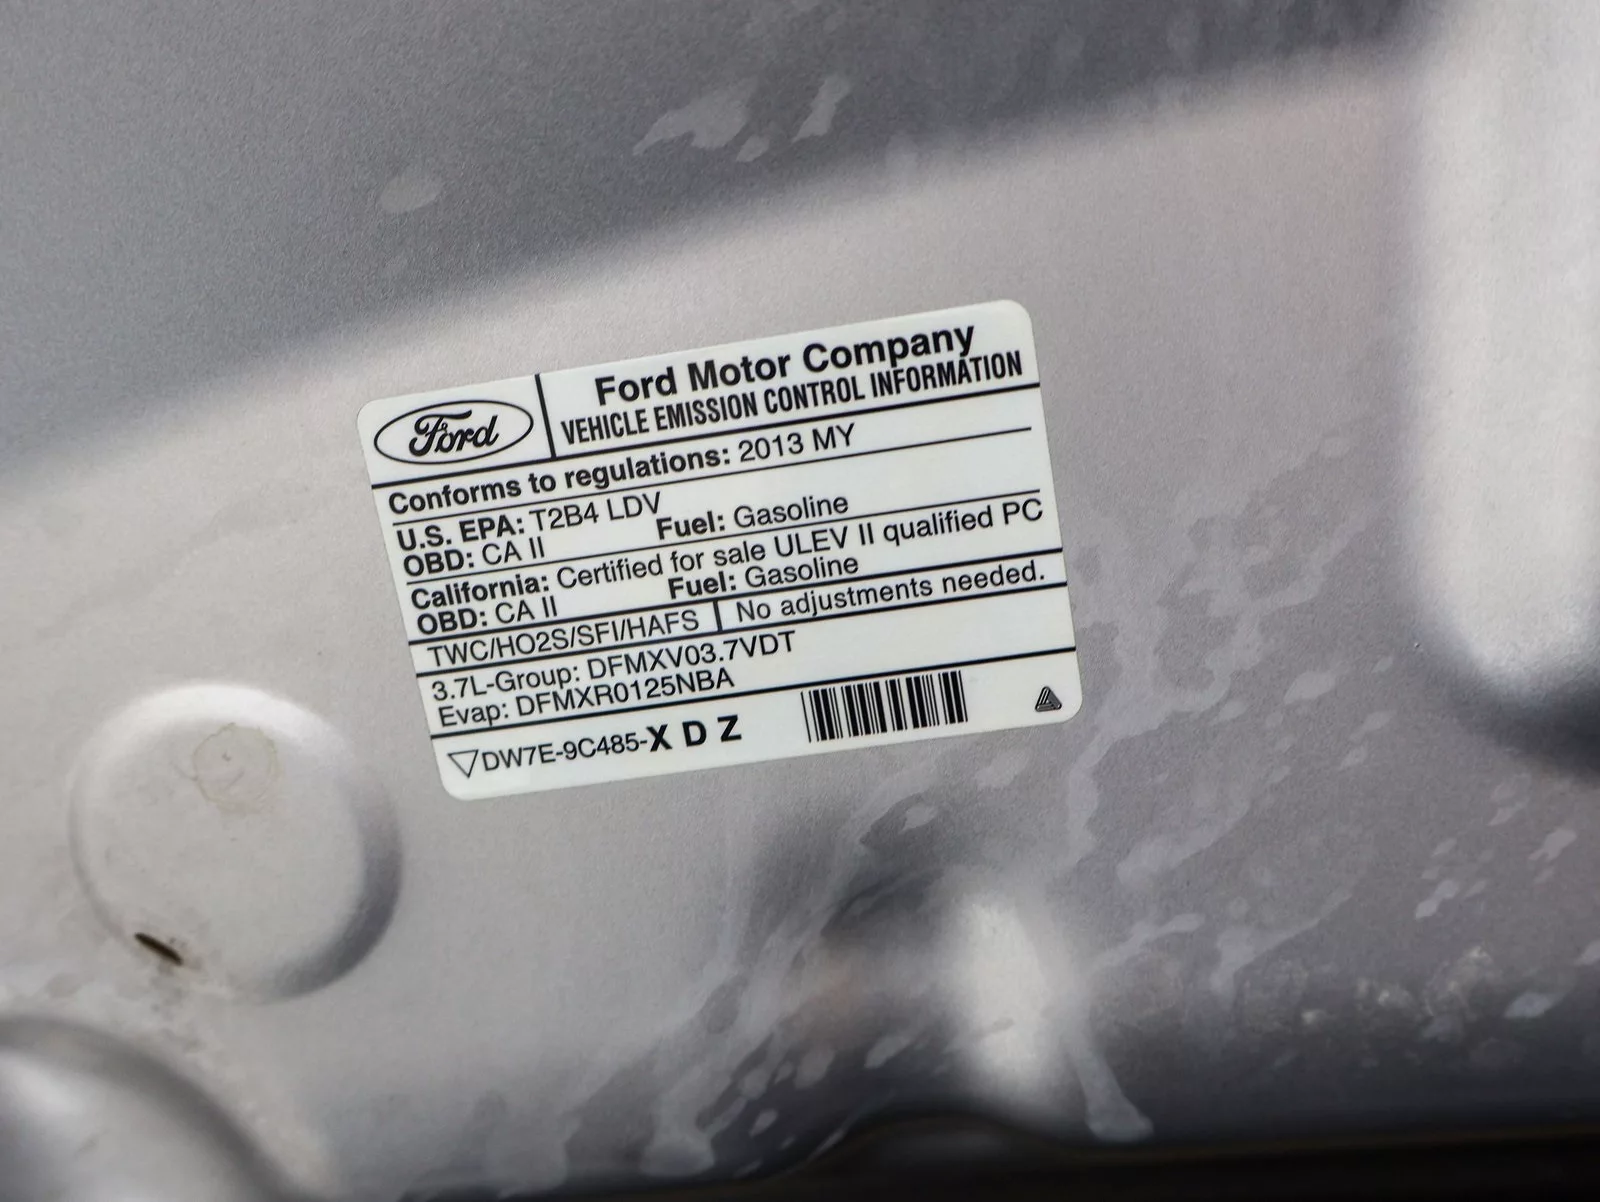 Ford
Ford Motor Company
VEHICLE EMISSION CONTROL INFORMATION
Conforms to regulations: 2013 MY
U.S. EPA: T2B4 LDV
OBD: CA II Fuel: Gasoline
California: Certified for sale ULEV II qualified PC
OBD: CA II Fuel: Gasoline
TWC/HO2S/SFI/HAFS No adjustments needed.
3.7L-Group: DFMXV03.7VDT
Evap: DFMXR0125NBA
DW7E-9C485-X D Z